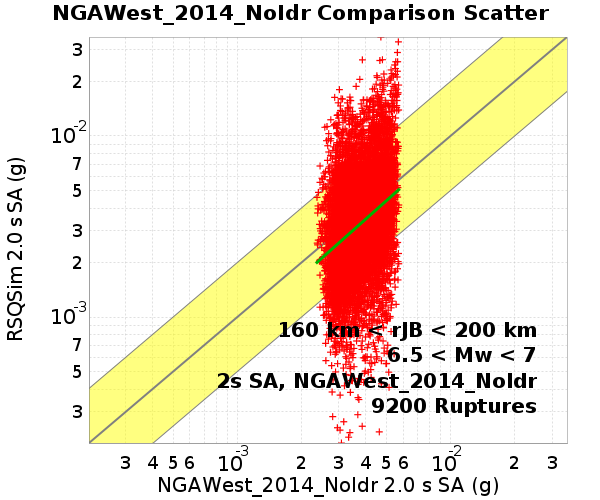 NGAWest_2014_NoIdr Comparison Scatter
3
2
10⁻²
7
5
3
2
10⁻³
7
5
3
RSQSim 2.0 s SA (g)
160 km < rJB < 200 km
6.5 < Mw < 7
2s SA, NGAWest_2014_NoIdr
9200 Ruptures
3 4 5 6 10⁻³ 2 3 4 5 6 10⁻² 2 3
NGAWest_2014_NoIdr 2.0 s SA (g)